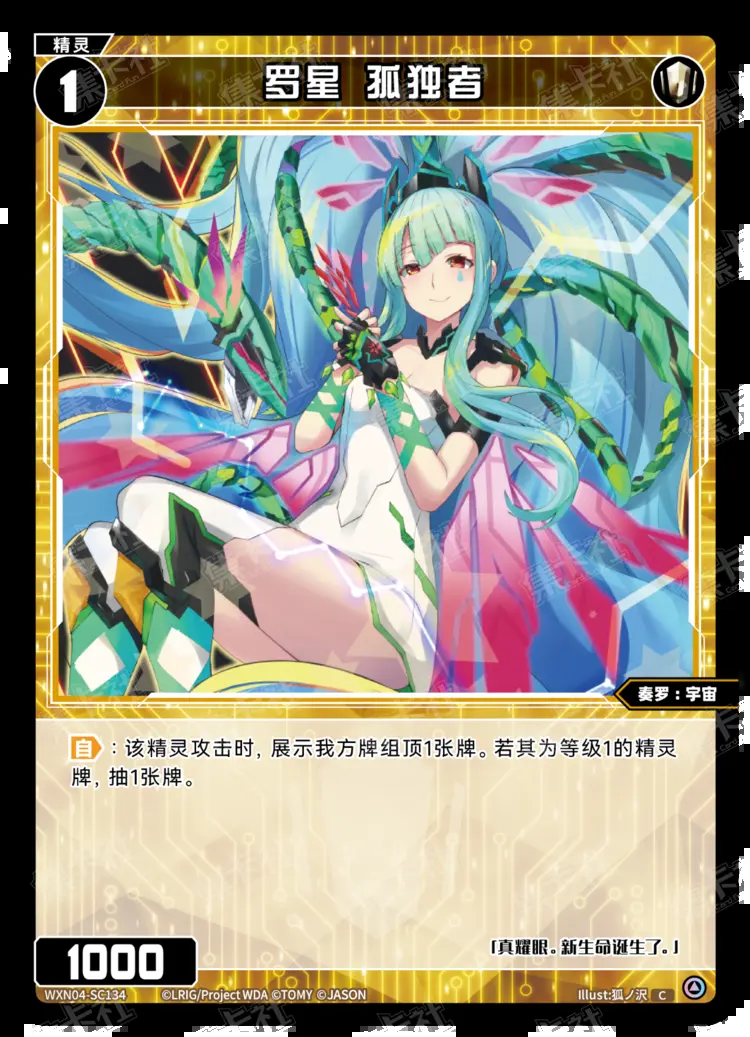 精灵
1
罗星 孤独者
奏罗：宇宙
自：该精灵攻击时，展示我方牌组顶1张牌。若其为等级1的精灵
牌，抽1张牌。
「真耀眼。新生命诞生了。」
1000
WXN04-SC134 ©LRIG/Project WDA ©TOMY ©JASON Illust:狐ノ沢 C
集卡社